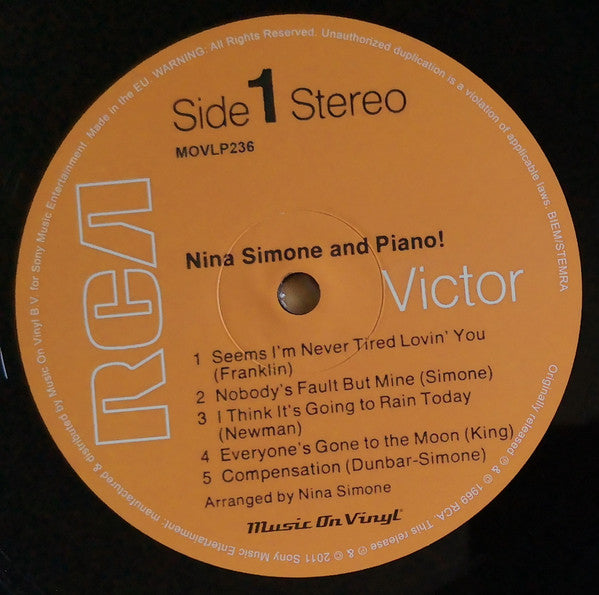 Side 1 Stereo
MOVLP236
RCA
Nina Simone and Piano!
Victor
1 Seems I'm Never Tired Lovin' You
(Franklin)
2 Nobody's Fault But Mine (Simone)
3 I Think It's Going to Rain Today
(Newman)
4 Everyone's Gone to the Moon (King)
5 Compensation (Dunbar-Simone)
Arranged by Nina Simone
Music On Vinyl
manufactured & distributed by Music On Vinyl B.V. for Sony Music Entertainment. Made in the EU. WARNING: All Rights Reserved. Unauthorized duplication is a violation of applicable laws. BIEM/STEMRA
Originally released ℗ & © 1969 RCA. This release ℗ & © 2011 Sony Music Entertainment.